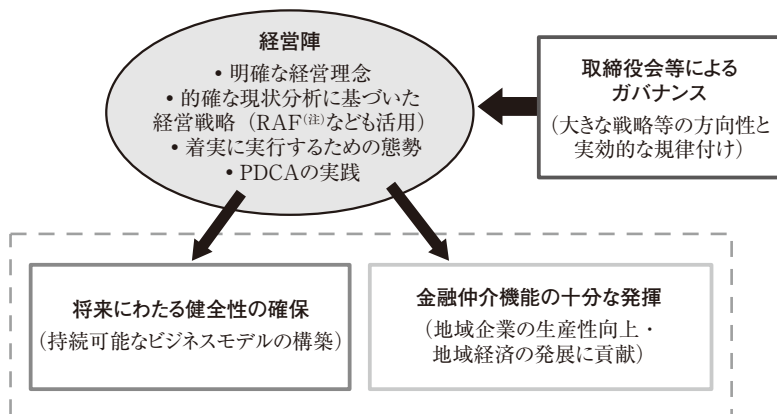 経営陣
• 明確な経営理念
• 的確な現状分析に基づいた
経営戦略（RAF(注)なども活用）
• 着実に実行するための態勢
• PDCAの実践
取締役会等による
ガバナンス
（大きな戦略等の方向性と
実効的な規律付け）
将来にわたる健全性の確保
（持続可能なビジネスモデルの構築）
金融仲介機能の十分な発揮
（地域企業の生産性向上・
地域経済の発展に貢献）